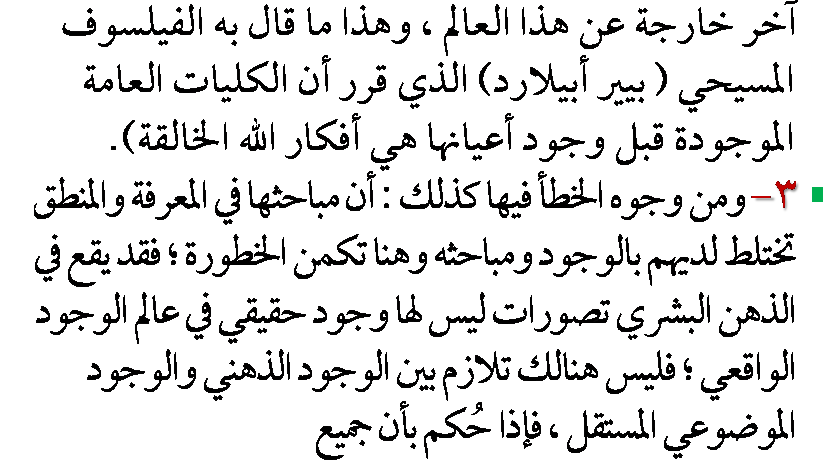 آخر خارجة عن هذا العالم ، وهذا ما قال به الفيلسوف
المسيحي ( بيير أبيلارد) الذي قرر أن الكليات العامة
الموجودة قبل وجود أعيانها هي أفكار الله الخالقة).
٣– ومن وجوه الخطأ فيها كذلك : أن مباحثها في المعرفة والمنطق
تختلط لديهم بالوجود ومباحثه وهنا تكمن الخطورة ؛ فقد يقع في
الذهن البشري تصورات ليس لها وجود حقيقي في عالم الوجود
الواقعي ؛ فليس هنالك تلازم بين الوجود الذهني والوجود
الموضوعي المستقل ، فإذا حُكم بأن جميع